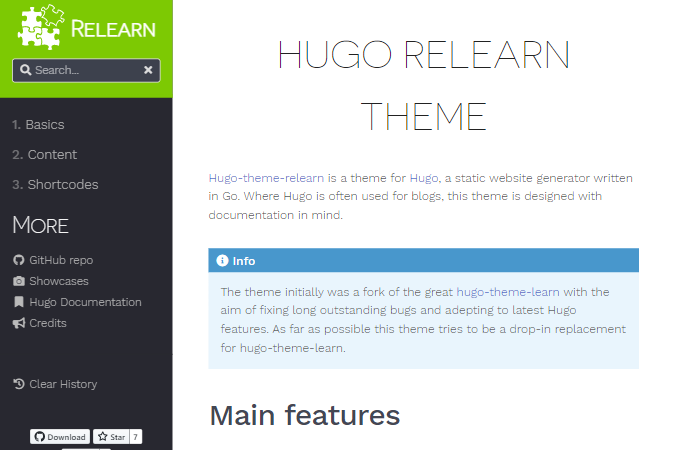 RELEARN
Search...
1. Basics
2. Content
3. Shortcodes
MORE
GitHub repo
Showcases
Hugo Documentation
Credits
Clear History
Download
Star 7
HUGO RELEARN
THEME
Hugo-theme-relearn is a theme for Hugo, a static website generator written
in Go. Where Hugo is often used for blogs, this theme is designed with
documentation in mind.
Info
The theme initially was a fork of the great hugo-theme-learn with the
aim of fixing long outstanding bugs and adepting to latest Hugo
features. As far as possible this theme tries to be a drop-in replacement
for hugo-theme-learn.
Main features